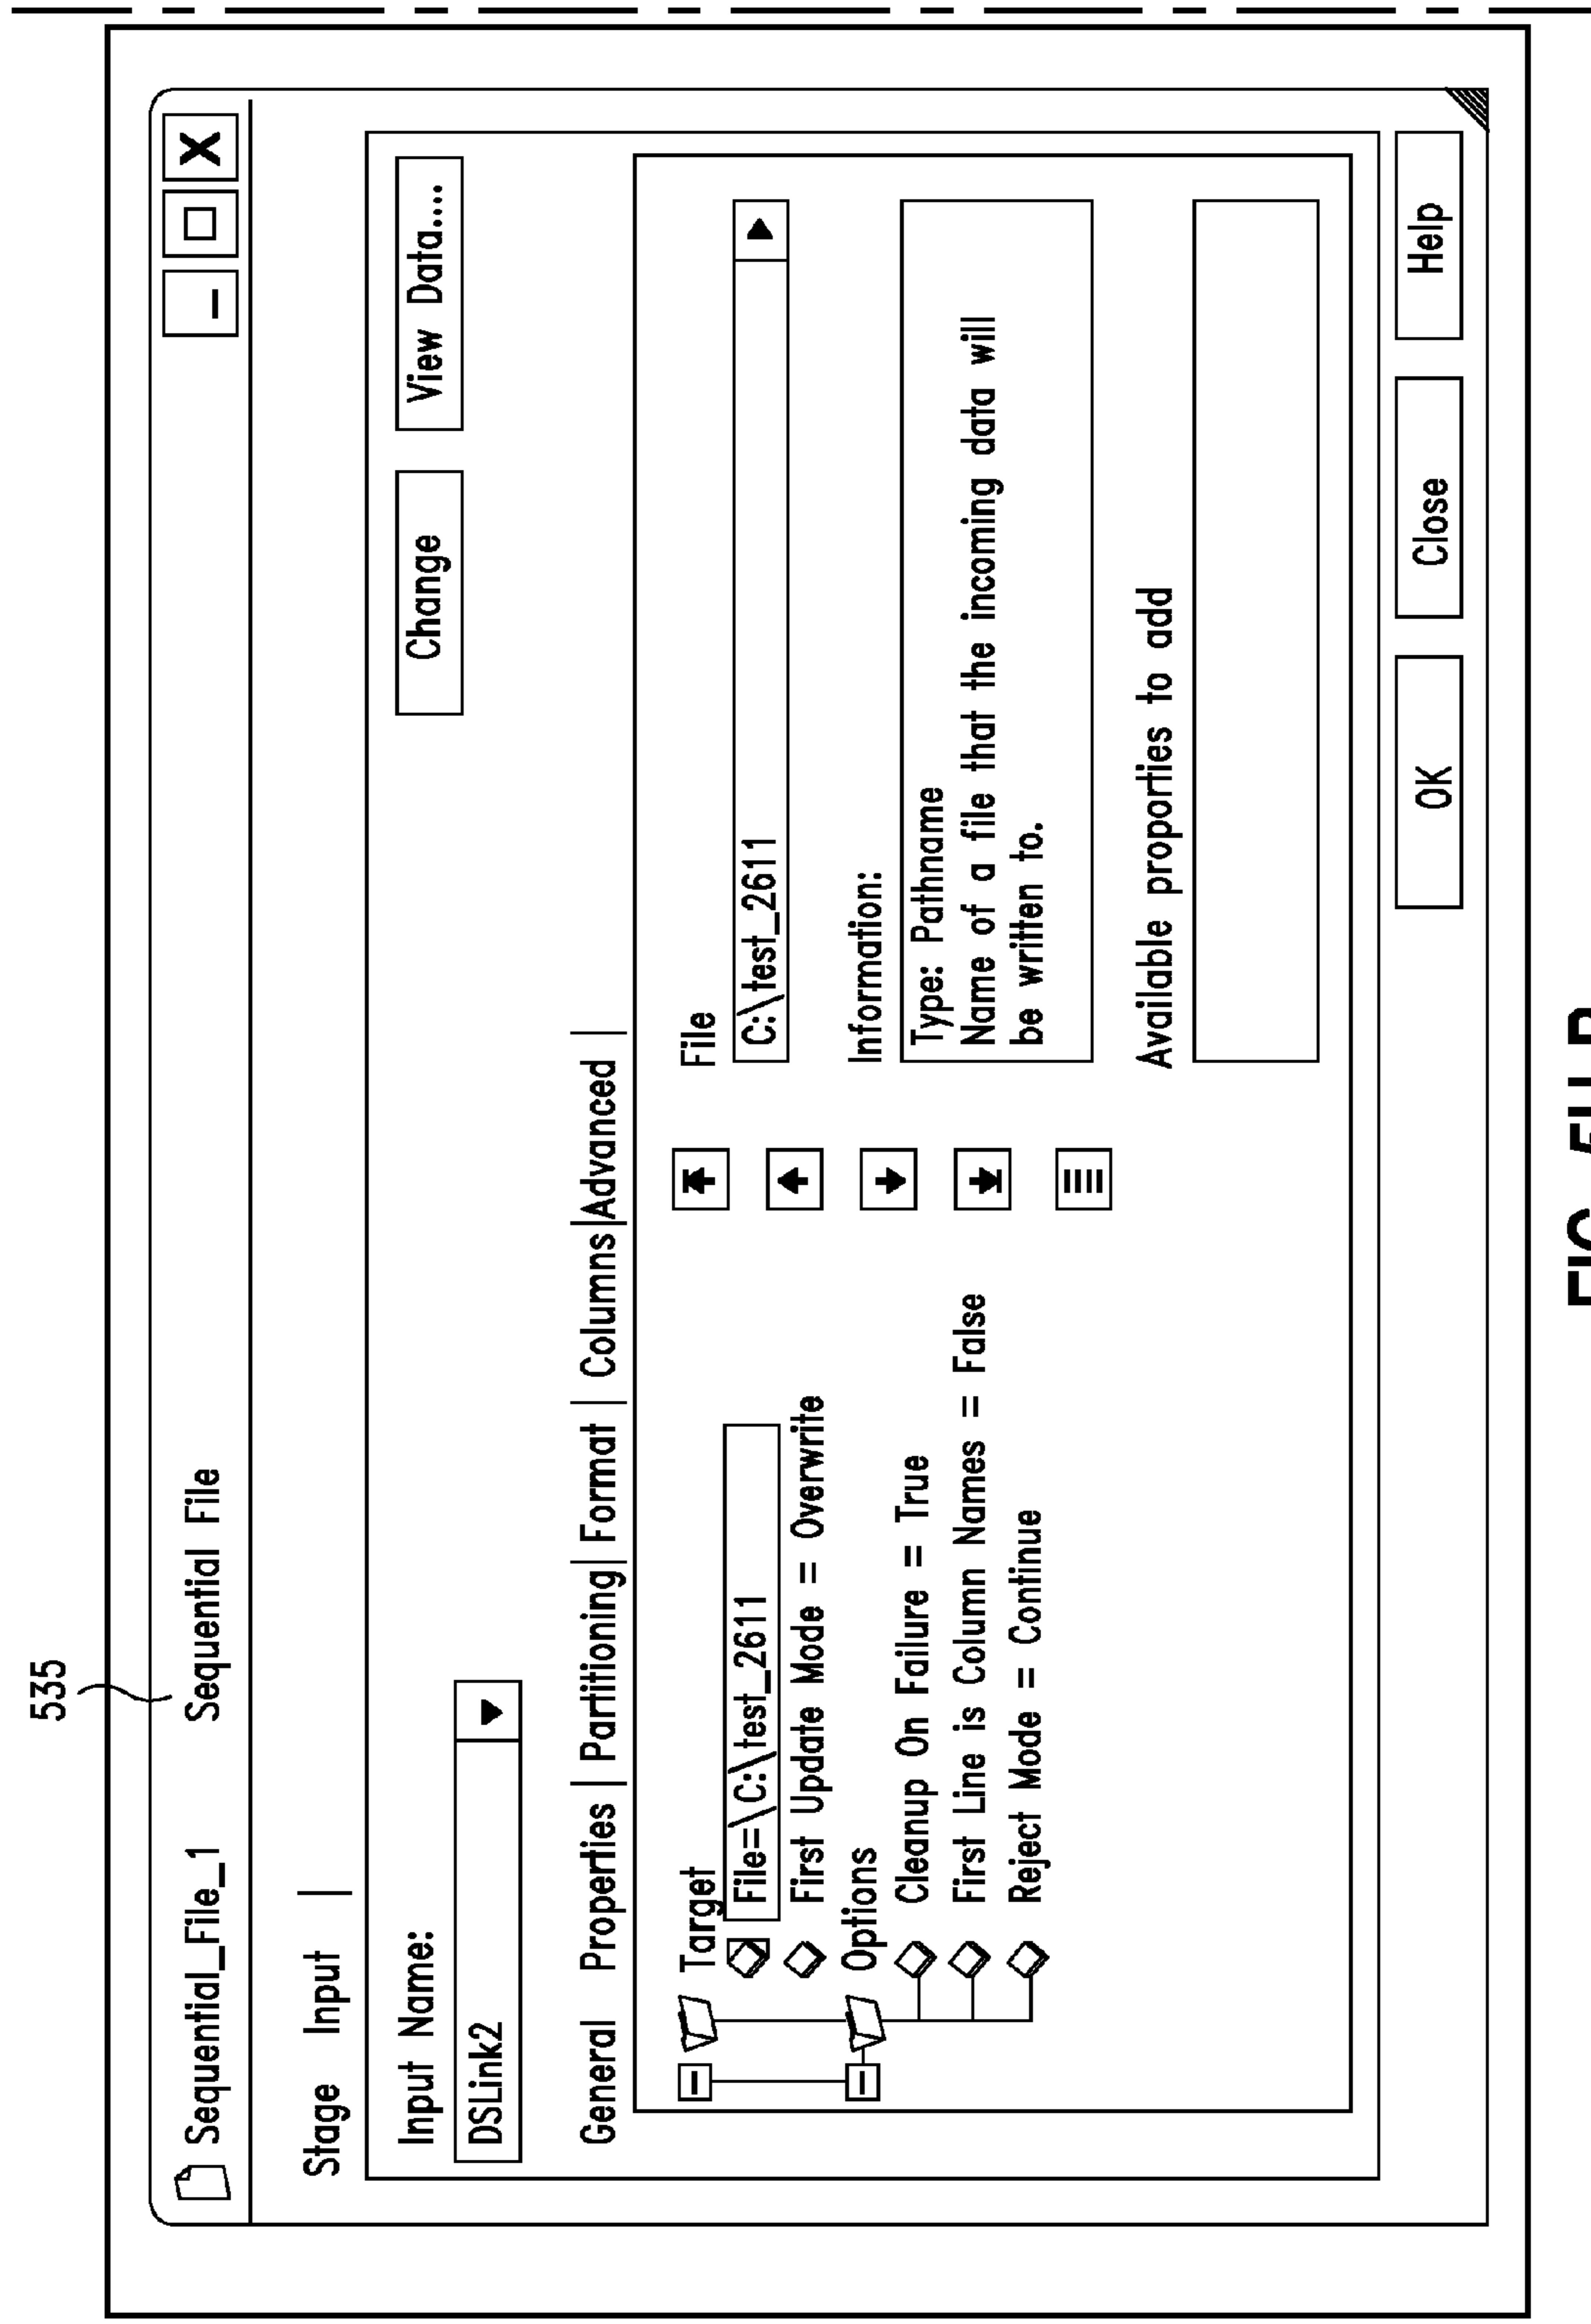 535
Sequential_File_1 Sequential File
Stage Input
Input Name:
DSLink2
Change
View Data....
General Properties Partitioning Format Columns Advanced
Target
File=\C:\test_2611
First Update Mode = Overwrite
Options
Cleanup On Failure = True
First Line is Column Names = False
Reject Mode = Continue
File
C:\test_2611
Information:
Type: Pathname
Name of a file that the incoming data will
be written to.
Available proporties to add
OK
Close
Help